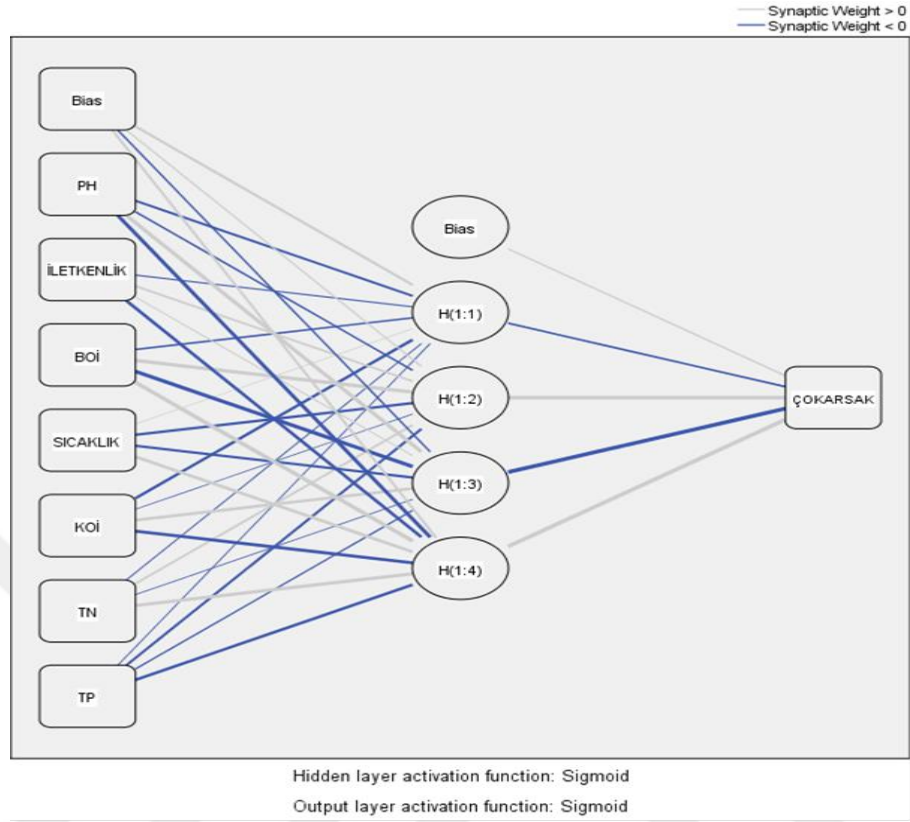 Synaptic Weight > 0
Synaptic Weight < 0
Bias
PH
İLETKENLİK
BOİ
SICAKLIK
KOİ
TN
TP
Bias
H(1:1)
H(1:2)
H(1:3)
H(1:4)
ÇOKARSAK
Hidden layer activation function: Sigmoid
Output layer activation function: Sigmoid